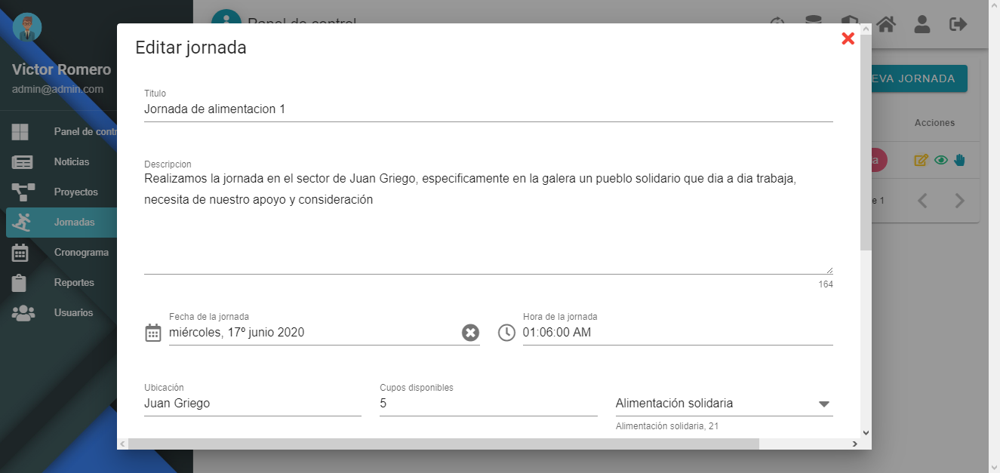 Panel de control
Victor Romero
admin@admin.com
Panel de contr
Noticias
Proyectos
Jornadas
Cronograma
Reportes
Usuarios
Editar jornada
Titulo
Jornada de alimentacion 1
Descripcion
Realizamos la jornada en el sector de Juan Griego, especificamente en la galera un pueblo solidario que dia a dia trabaja,
necesita de nuestro apoyo y consideración
164
Fecha de la jornada
miércoles, 17º junio 2020
Hora de la jornada
01:06:00 AM
Ubicación
Juan Griego
Cupos disponibles
5
Alimentación solidaria
Alimentación solidaria, 21
EVA JORNADA
Acciones
a
e 1